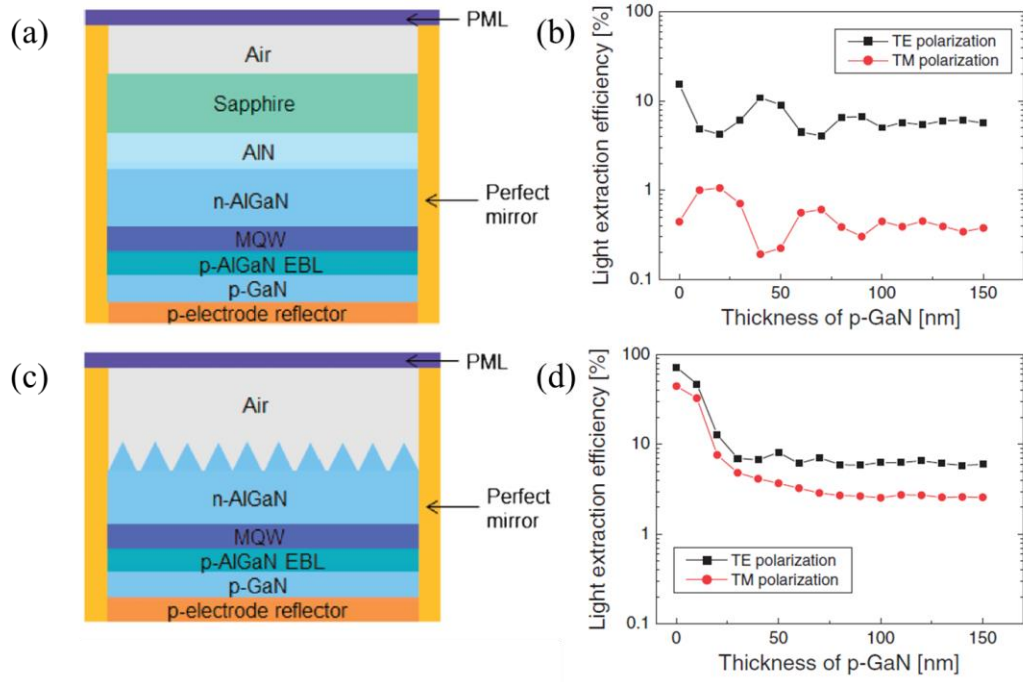 (a)
PML
Air
Sapphire
AlN
n-AlGaN
Perfect
mirror
MQW
p-AlGaN EBL
p-GaN
p-electrode reflector
(b)
Light extraction efficiency [%]
100
10
1
0.1
TE polarization
TM polarization
0
50
100
150
Thickness of p-GaN [nm]
(c)
PML
Air
n-AlGaN
Perfect
mirror
MQW
p-AlGaN EBL
p-GaN
p-electrode reflector
(d)
Light extraction efficiency [%]
100
10
1
0.1
TE polarization
TM polarization
0
50
100
150
Thickness of p-GaN [nm]